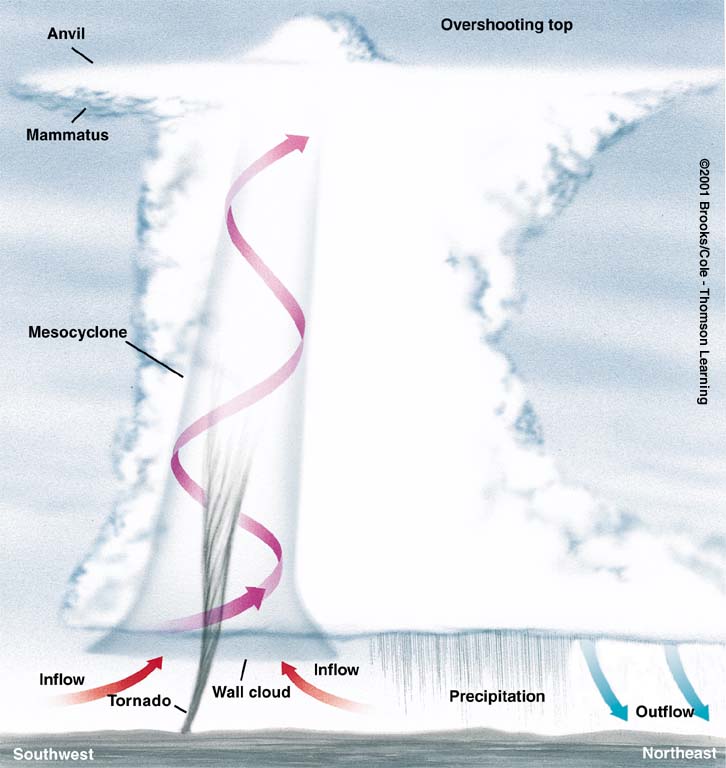 Overshooting top
Anvil
Mammatus
©2001 Brooks/Cole - Thomson Learning
Mesocyclone
Inflow
Tornado
Wall cloud
Inflow
Precipitation
Outflow
Southwest
Northeast